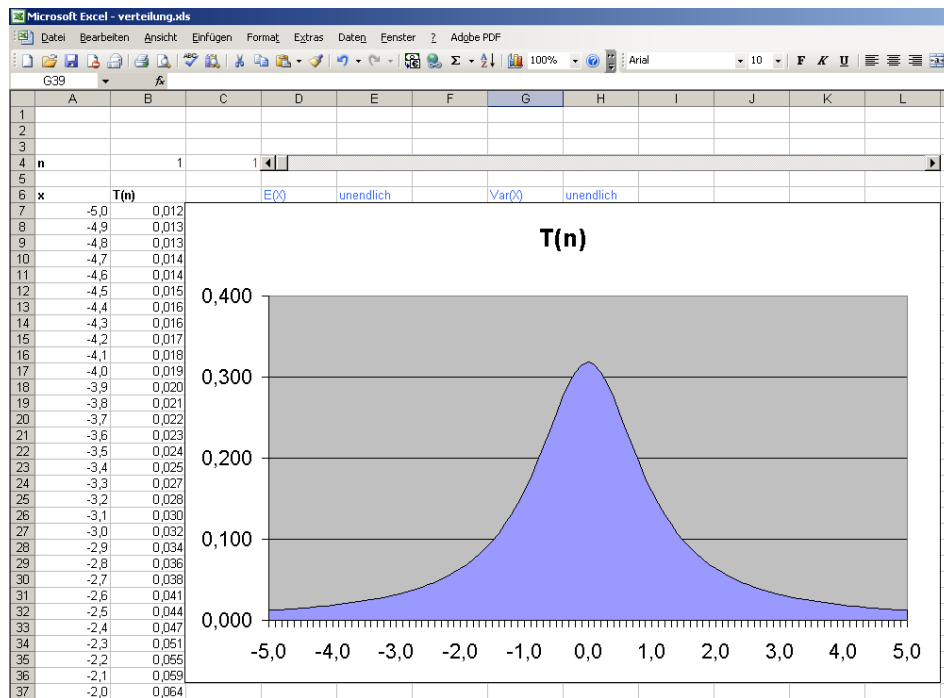 Microsoft Excel - verteilung.xls
Datei Bearbeiten Ansicht Einfügen Format Extras Daten Fenster ? Adobe PDF
100% Arial 10 F K U
G39 fx
A B C D E F G H I J K L
1
2
3
4 n 1 1
5
6 x T(n) E(X) unendlich Var(X) unendlich
7 -5,0 0,012
8 -4,9 0,013
9 -4,8 0,013
10 -4,7 0,014
11 -4,6 0,014
12 -4,5 0,015
13 -4,4 0,016
14 -4,3 0,016
15 -4,2 0,017
16 -4,1 0,018
17 -4,0 0,019
18 -3,9 0,020
19 -3,8 0,021
20 -3,7 0,022
21 -3,6 0,023
22 -3,5 0,024
23 -3,4 0,025
24 -3,3 0,027
25 -3,2 0,028
26 -3,1 0,030
27 -3,0 0,032
28 -2,9 0,034
29 -2,8 0,036
30 -2,7 0,038
31 -2,6 0,041
32 -2,5 0,044
33 -2,4 0,047
34 -2,3 0,051
35 -2,2 0,055
36 -2,1 0,059
37 -2,0 0,064
T(n)
0,400
0,300
0,200
0,100
0,000
-5,0 -4,0 -3,0 -2,0 -1,0 0,0 1,0 2,0 3,0 4,0 5,0